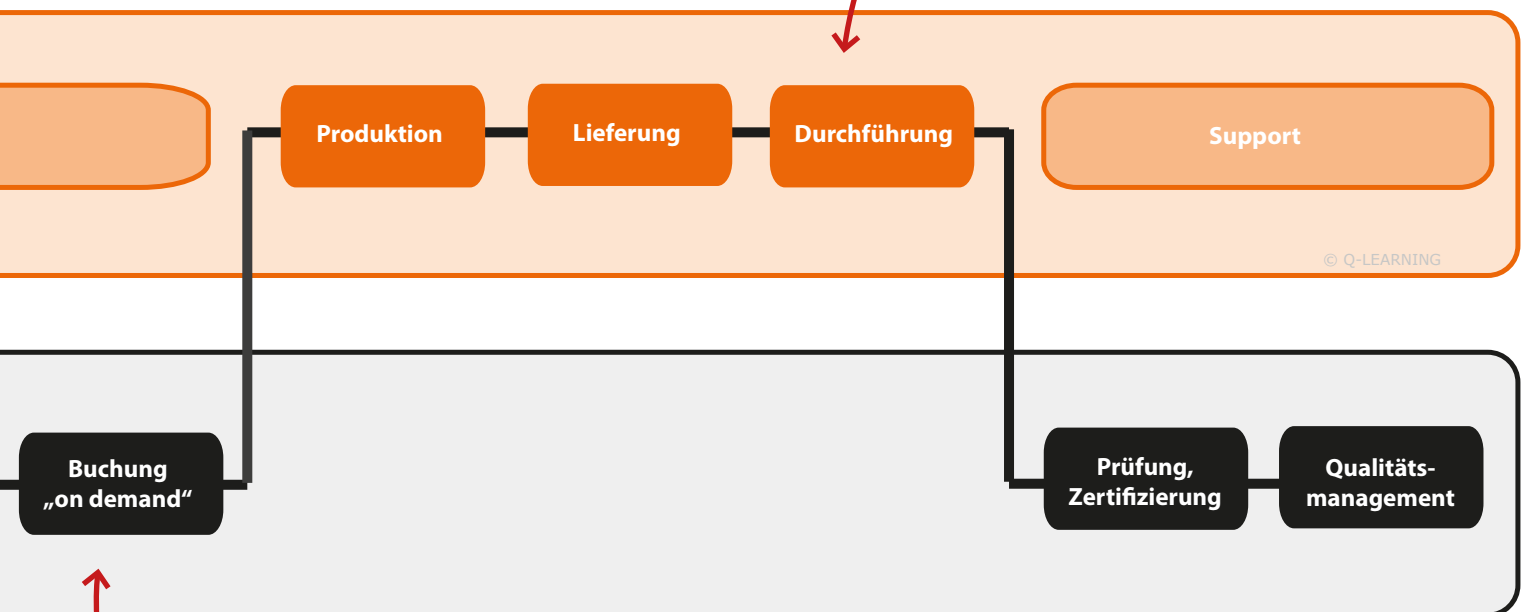 Produktion
Lieferung
Durchführung
Support
© Q-LEARNING
Buchung
„on demand“
Prüfung,
Zertifizierung
Qualitäts-
management